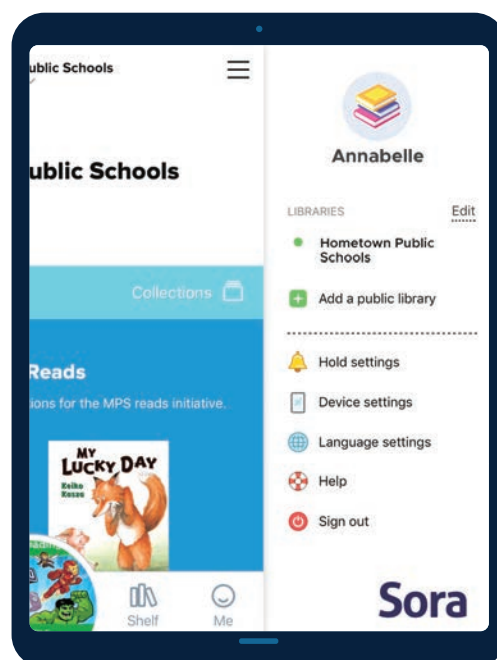 ublic Schools
ublic Schools
Collections
Reads
ions for the MPS reads initiative.
MY
LUCKY DAY
Keiko
Kasza
Shelf
Me
Annabelle
LIBRARIES
Edit
Hometown Public
Schools
Add a public library
Hold settings
Device settings
Language settings
Help
Sign out
Sora